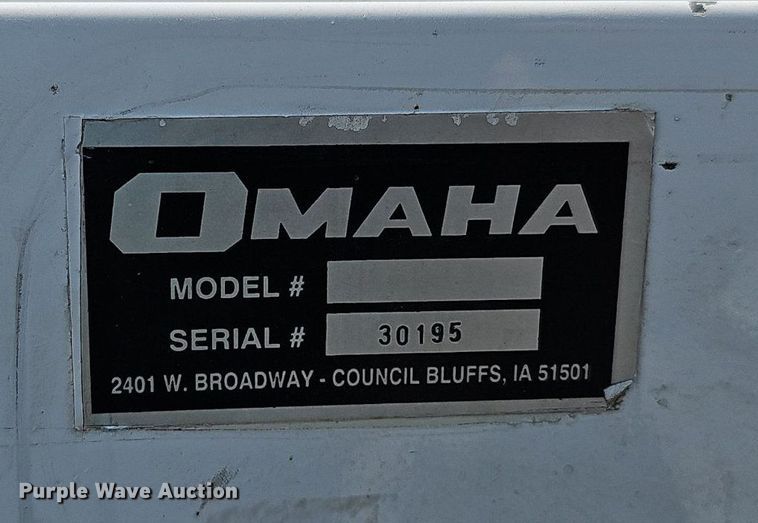 OMAHA
MODEL #
SERIAL # 30195
2401 W. BROADWAY - COUNCIL BLUFFS, IA 51501
Purple Wave Auction